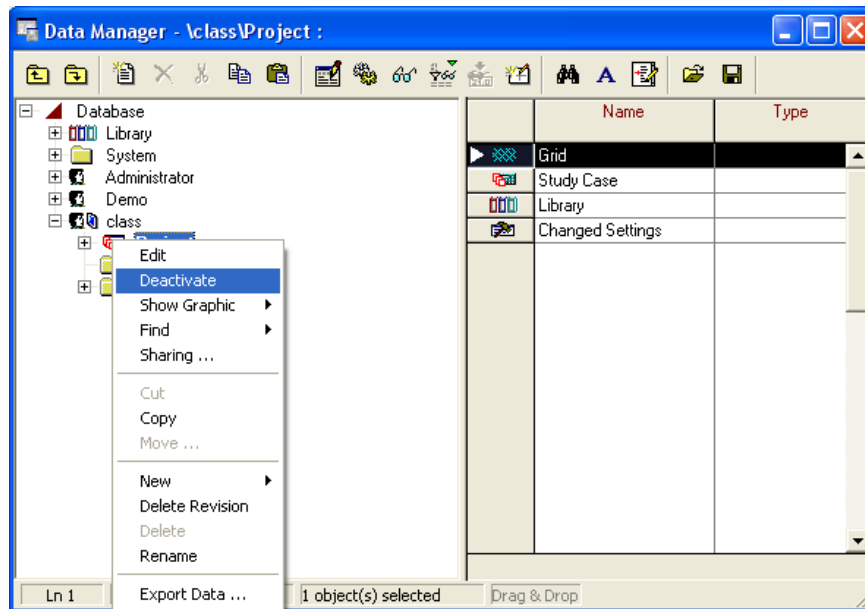 Data Manager - \class\Project :
Name Type
Database
Library
System
Administrator
Demo
class
Grid
Study Case
Library
Changed Settings
Edit
Deactivate
Show Graphic
Find
Sharing ...
Cut
Copy
Move ...
New
Delete Revision
Delete
Rename
Export Data ...
Ln 1
1 object(s) selected
Drag & Drop